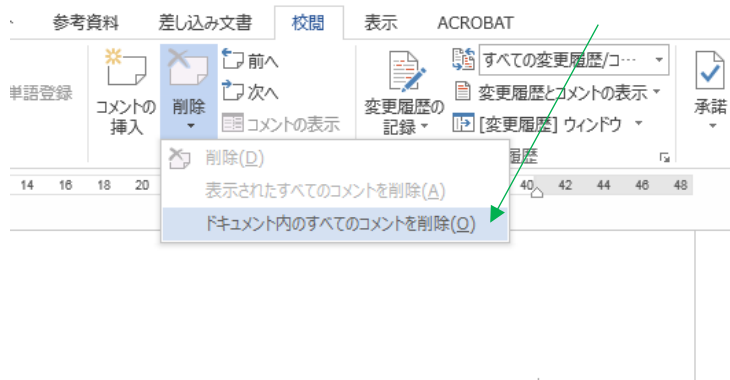 参考資料 差し込み文書 校閲 表示 ACROBAT
単語登録
コメントの
挿入
削除
前へ
次へ
コメントの表示
変更履歴の
記録
すべての変更履歴/コ…
変更履歴とコメントの表示
[変更履歴] ウィンドウ
履歴
承諾
削除(D)
表示されたすべてのコメントを削除(A)
ドキュメント内のすべてのコメントを削除(O)
14 16 18 20 40 42 44 46 48